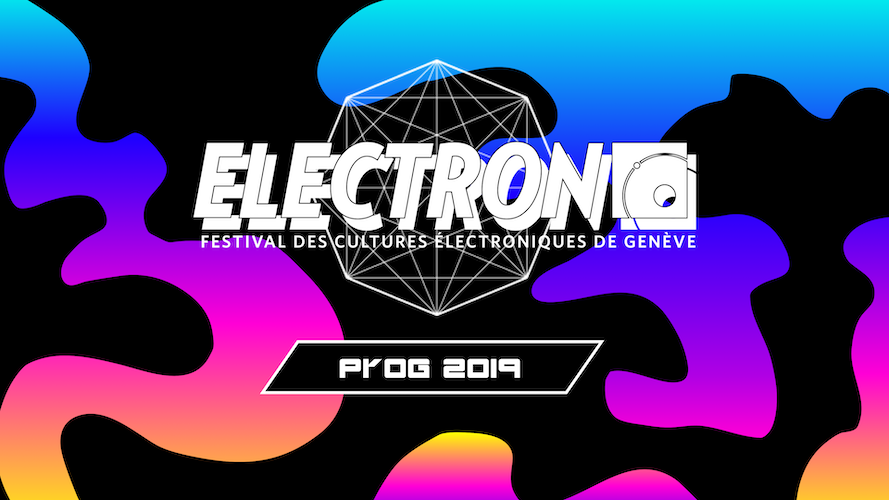 ELECTRON
FESTIVAL DES CULTURES ÉLECTRONIQUES DE GENÈVE
PrOG 2019